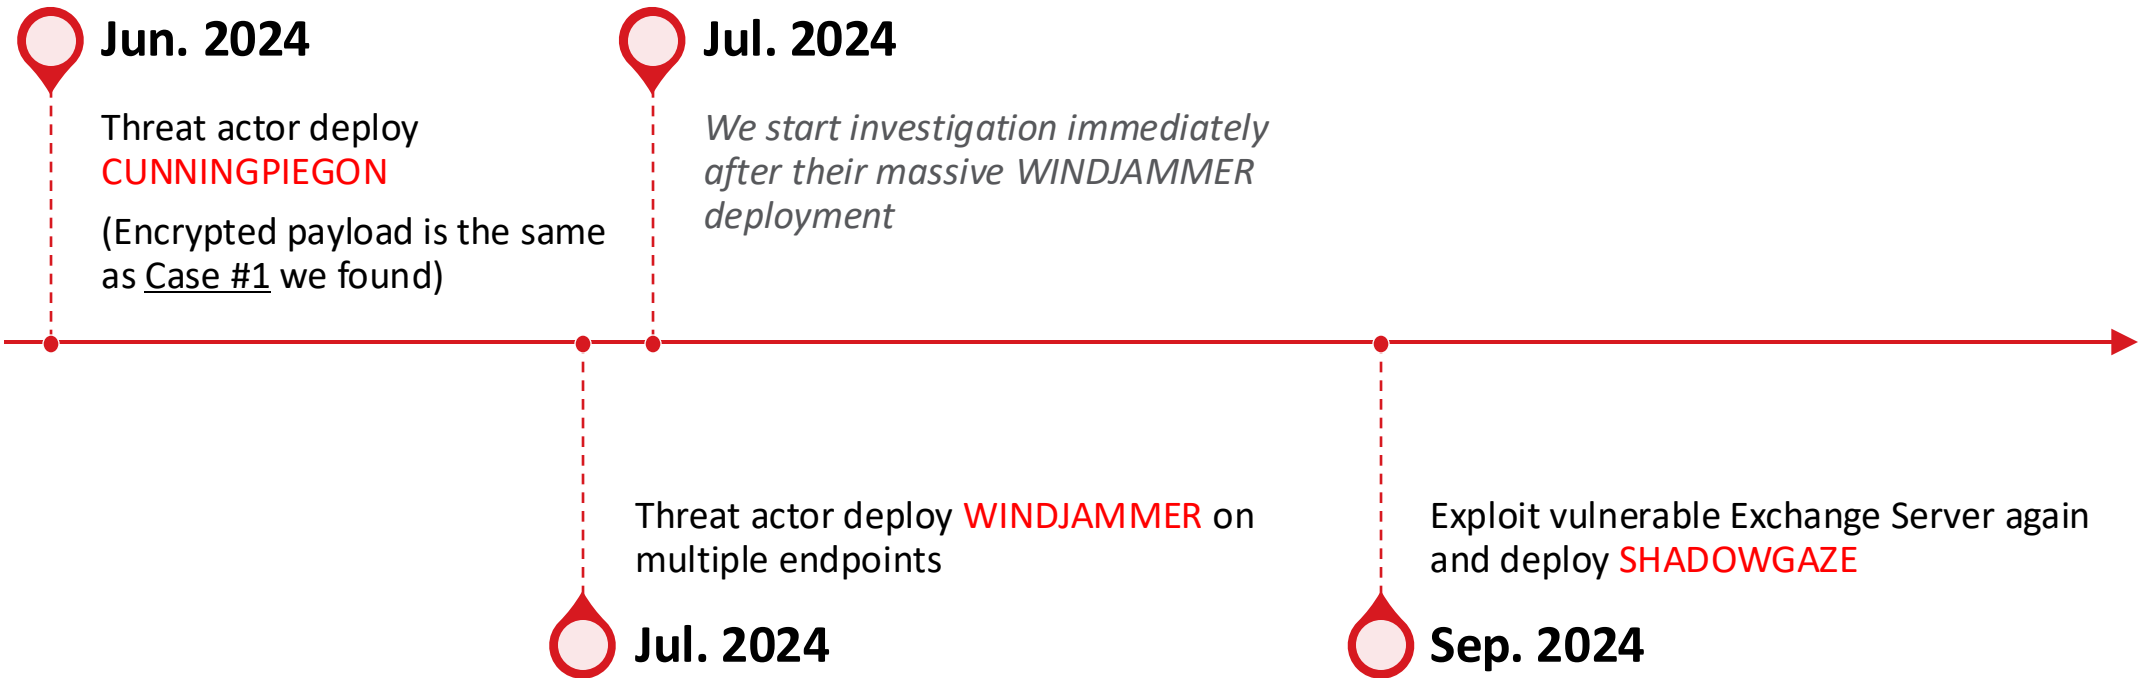 Jun. 2024
Threat actor deploy
CUNNINGPIEGON
(Encrypted payload is the same
as Case #1 we found)
Jul. 2024
We start investigation immediately
after their massive WINDJAMMER
deployment
Threat actor deploy WINDJAMMER on
multiple endpoints
Jul. 2024
Exploit vulnerable Exchange Server again
and deploy SHADOWGAZE
Sep. 2024